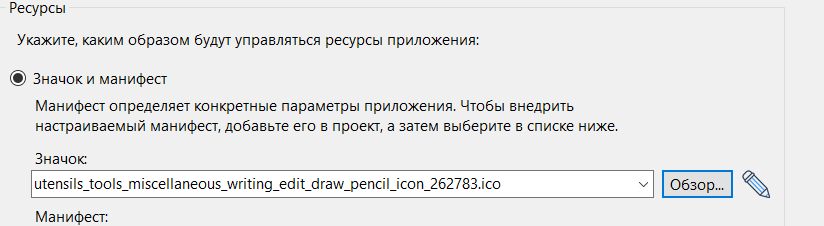 Ресурсы
Укажите, каким образом будут управляться ресурсы приложения:
Значок и манифест
Манифест определяет конкретные параметры приложения. Чтобы внедрить
настраиваемый манифест, добавьте его в проект, а затем выберите в списке ниже.
Значок:
utensils_tools_miscellaneous_writing_edit_draw_pencil_icon_262783.ico
Обзор...
Манифест: